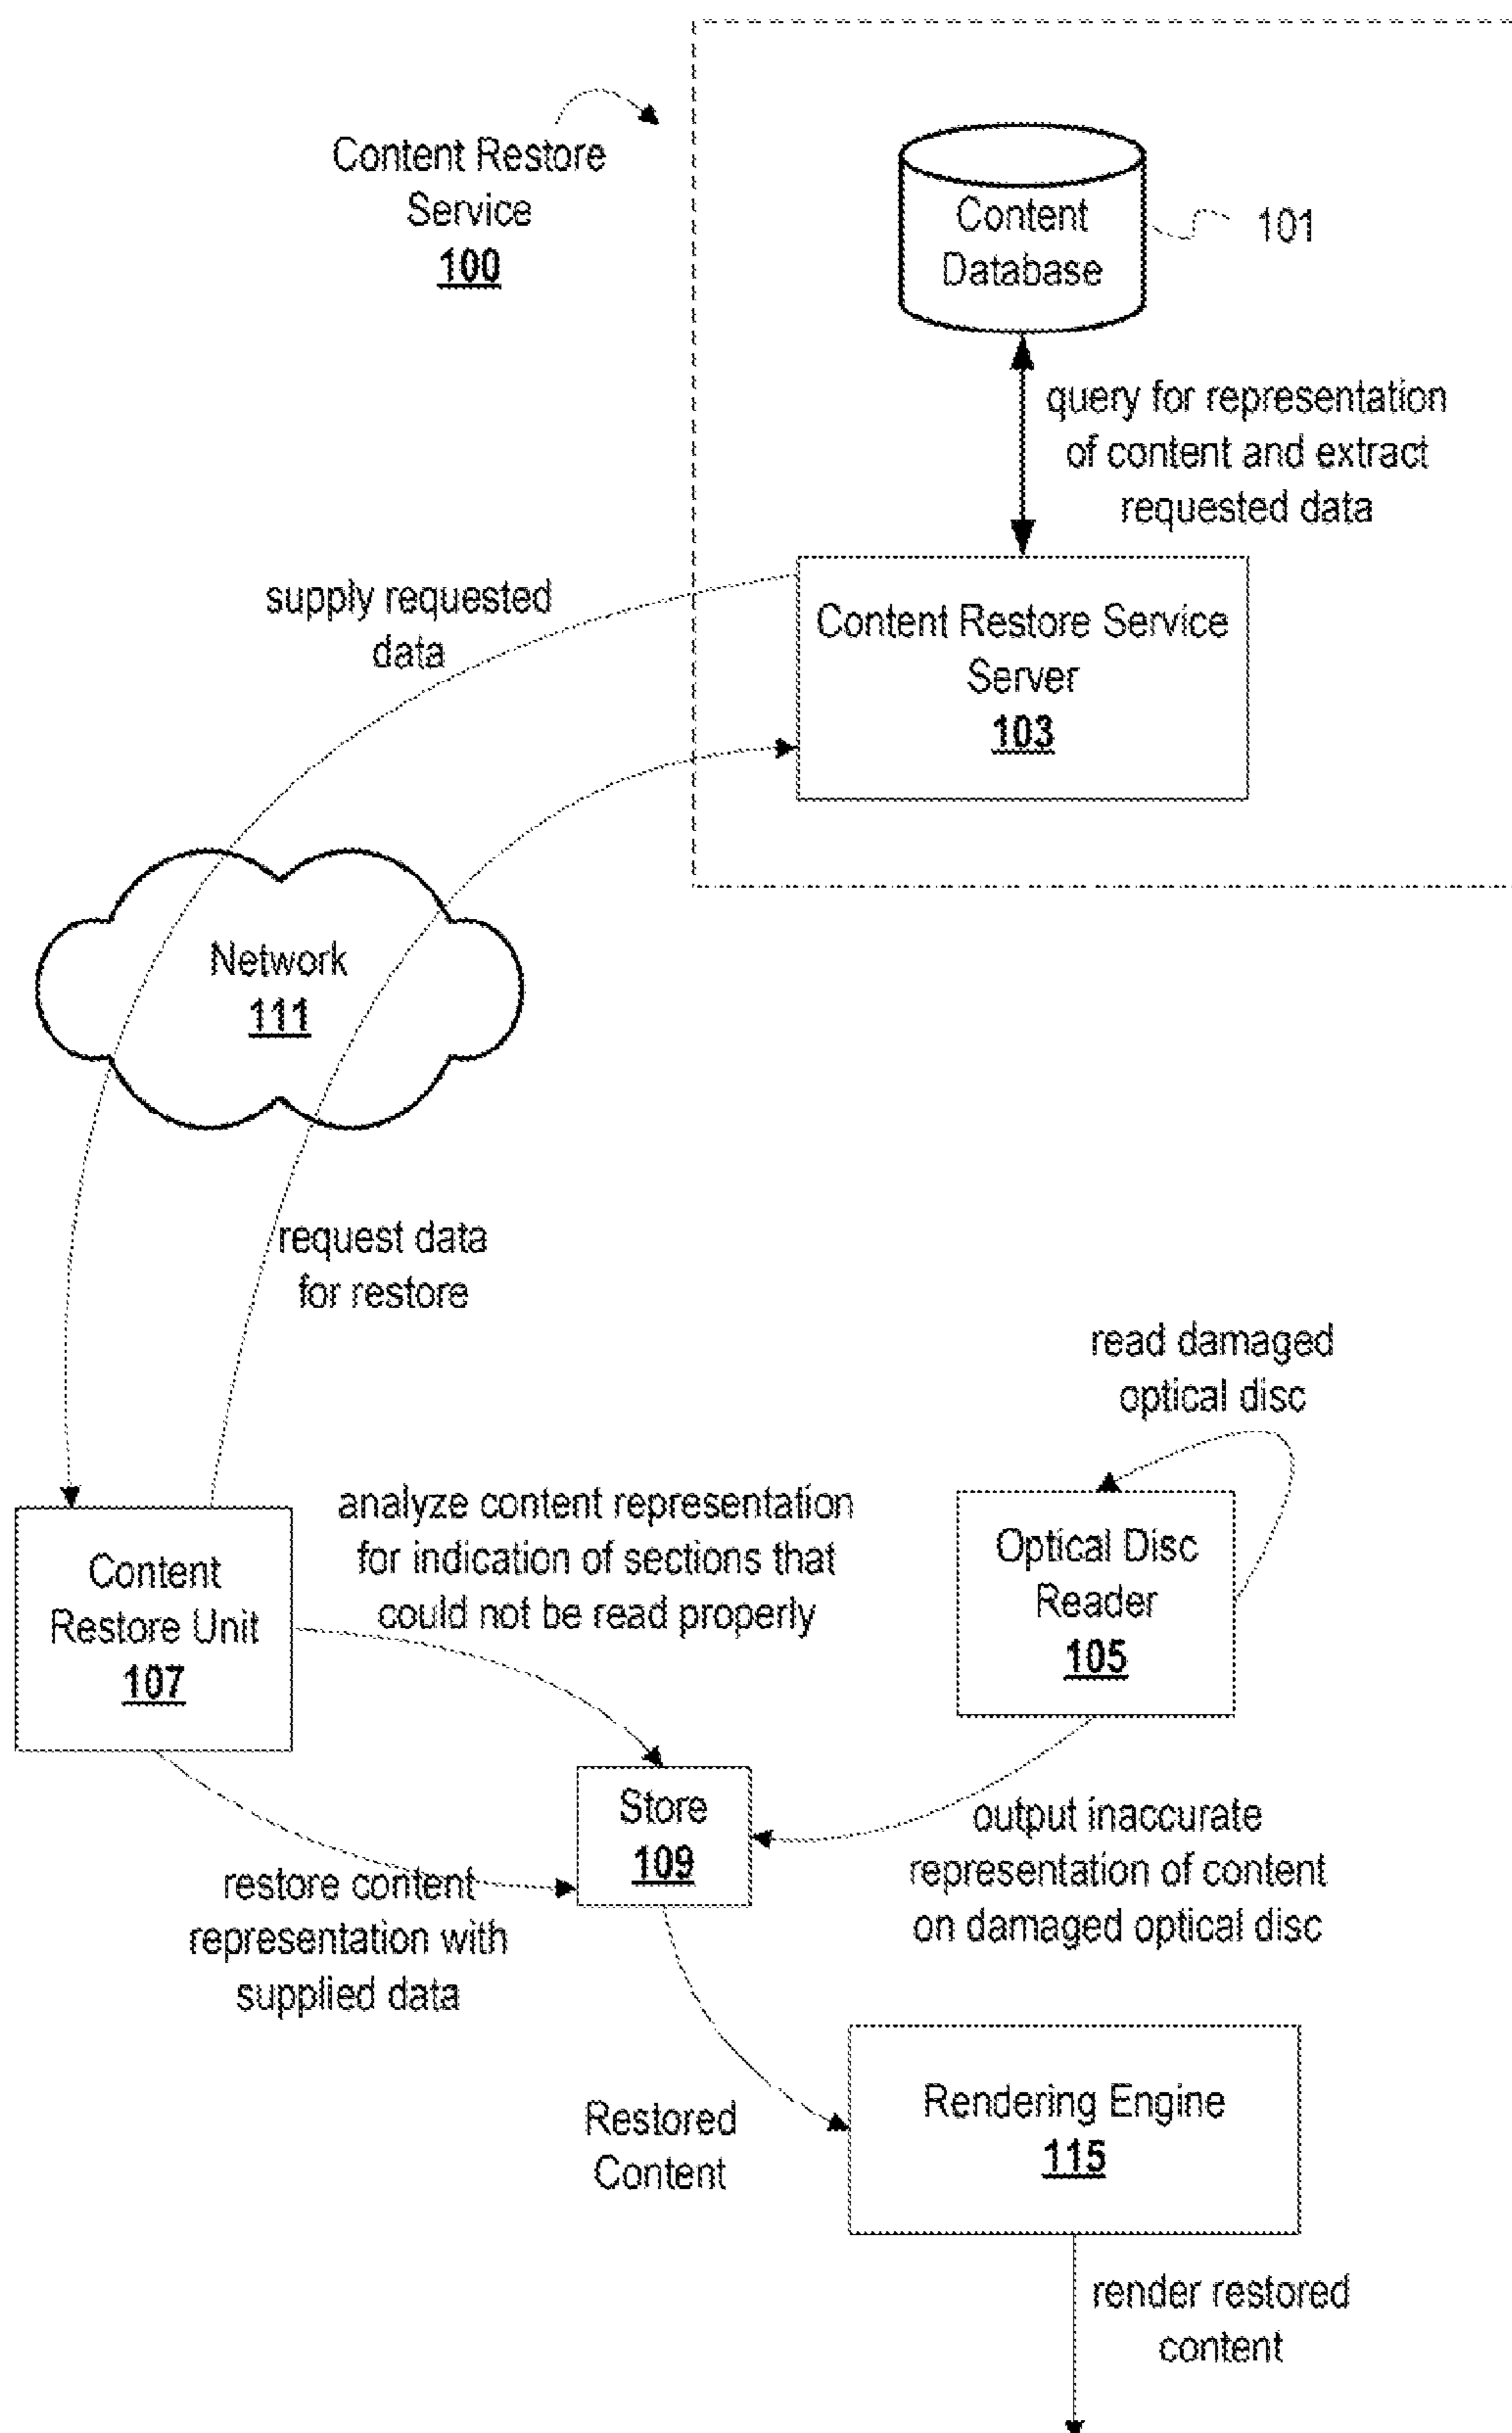 Content Restore
Service
100
Content
Database
101
query for representation
of content and extract
requested data
supply requested
data
Content Restore Service
Server
103
Network
111
request data
for restore
read damaged
optical disc
analyze content representation
for indication of sections that
could not be read properly
Content
Restore Unit
107
Optical Disc
Reader
105
Store
109
output inaccurate
representation of content
on damaged optical disc
restore content
representation with
supplied data
Restored
Content
Rendering Engine
115
render restored
content